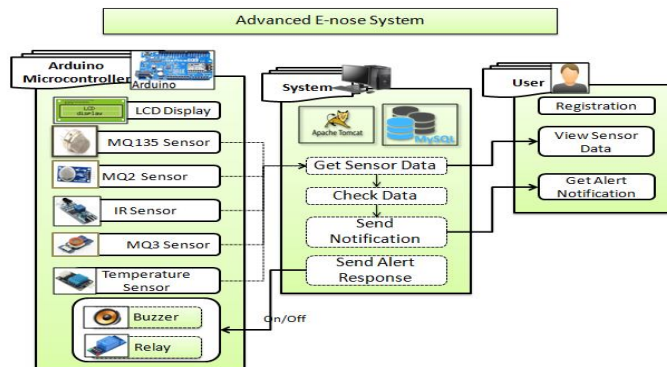 Advanced E-nose System
Arduino
Microcontroller
Arduino
LCD
display
LCD Display
MQ135 Sensor
MQ2 Sensor
IR Sensor
MQ3 Sensor
Temperature
Sensor
Buzzer
Relay
System
Apache Tomcat
MySQL
Get Sensor Data
Check Data
Send
Notification
Send Alert
Response
On/Off
User
Registration
View Sensor
Data
Get Alert
Notification